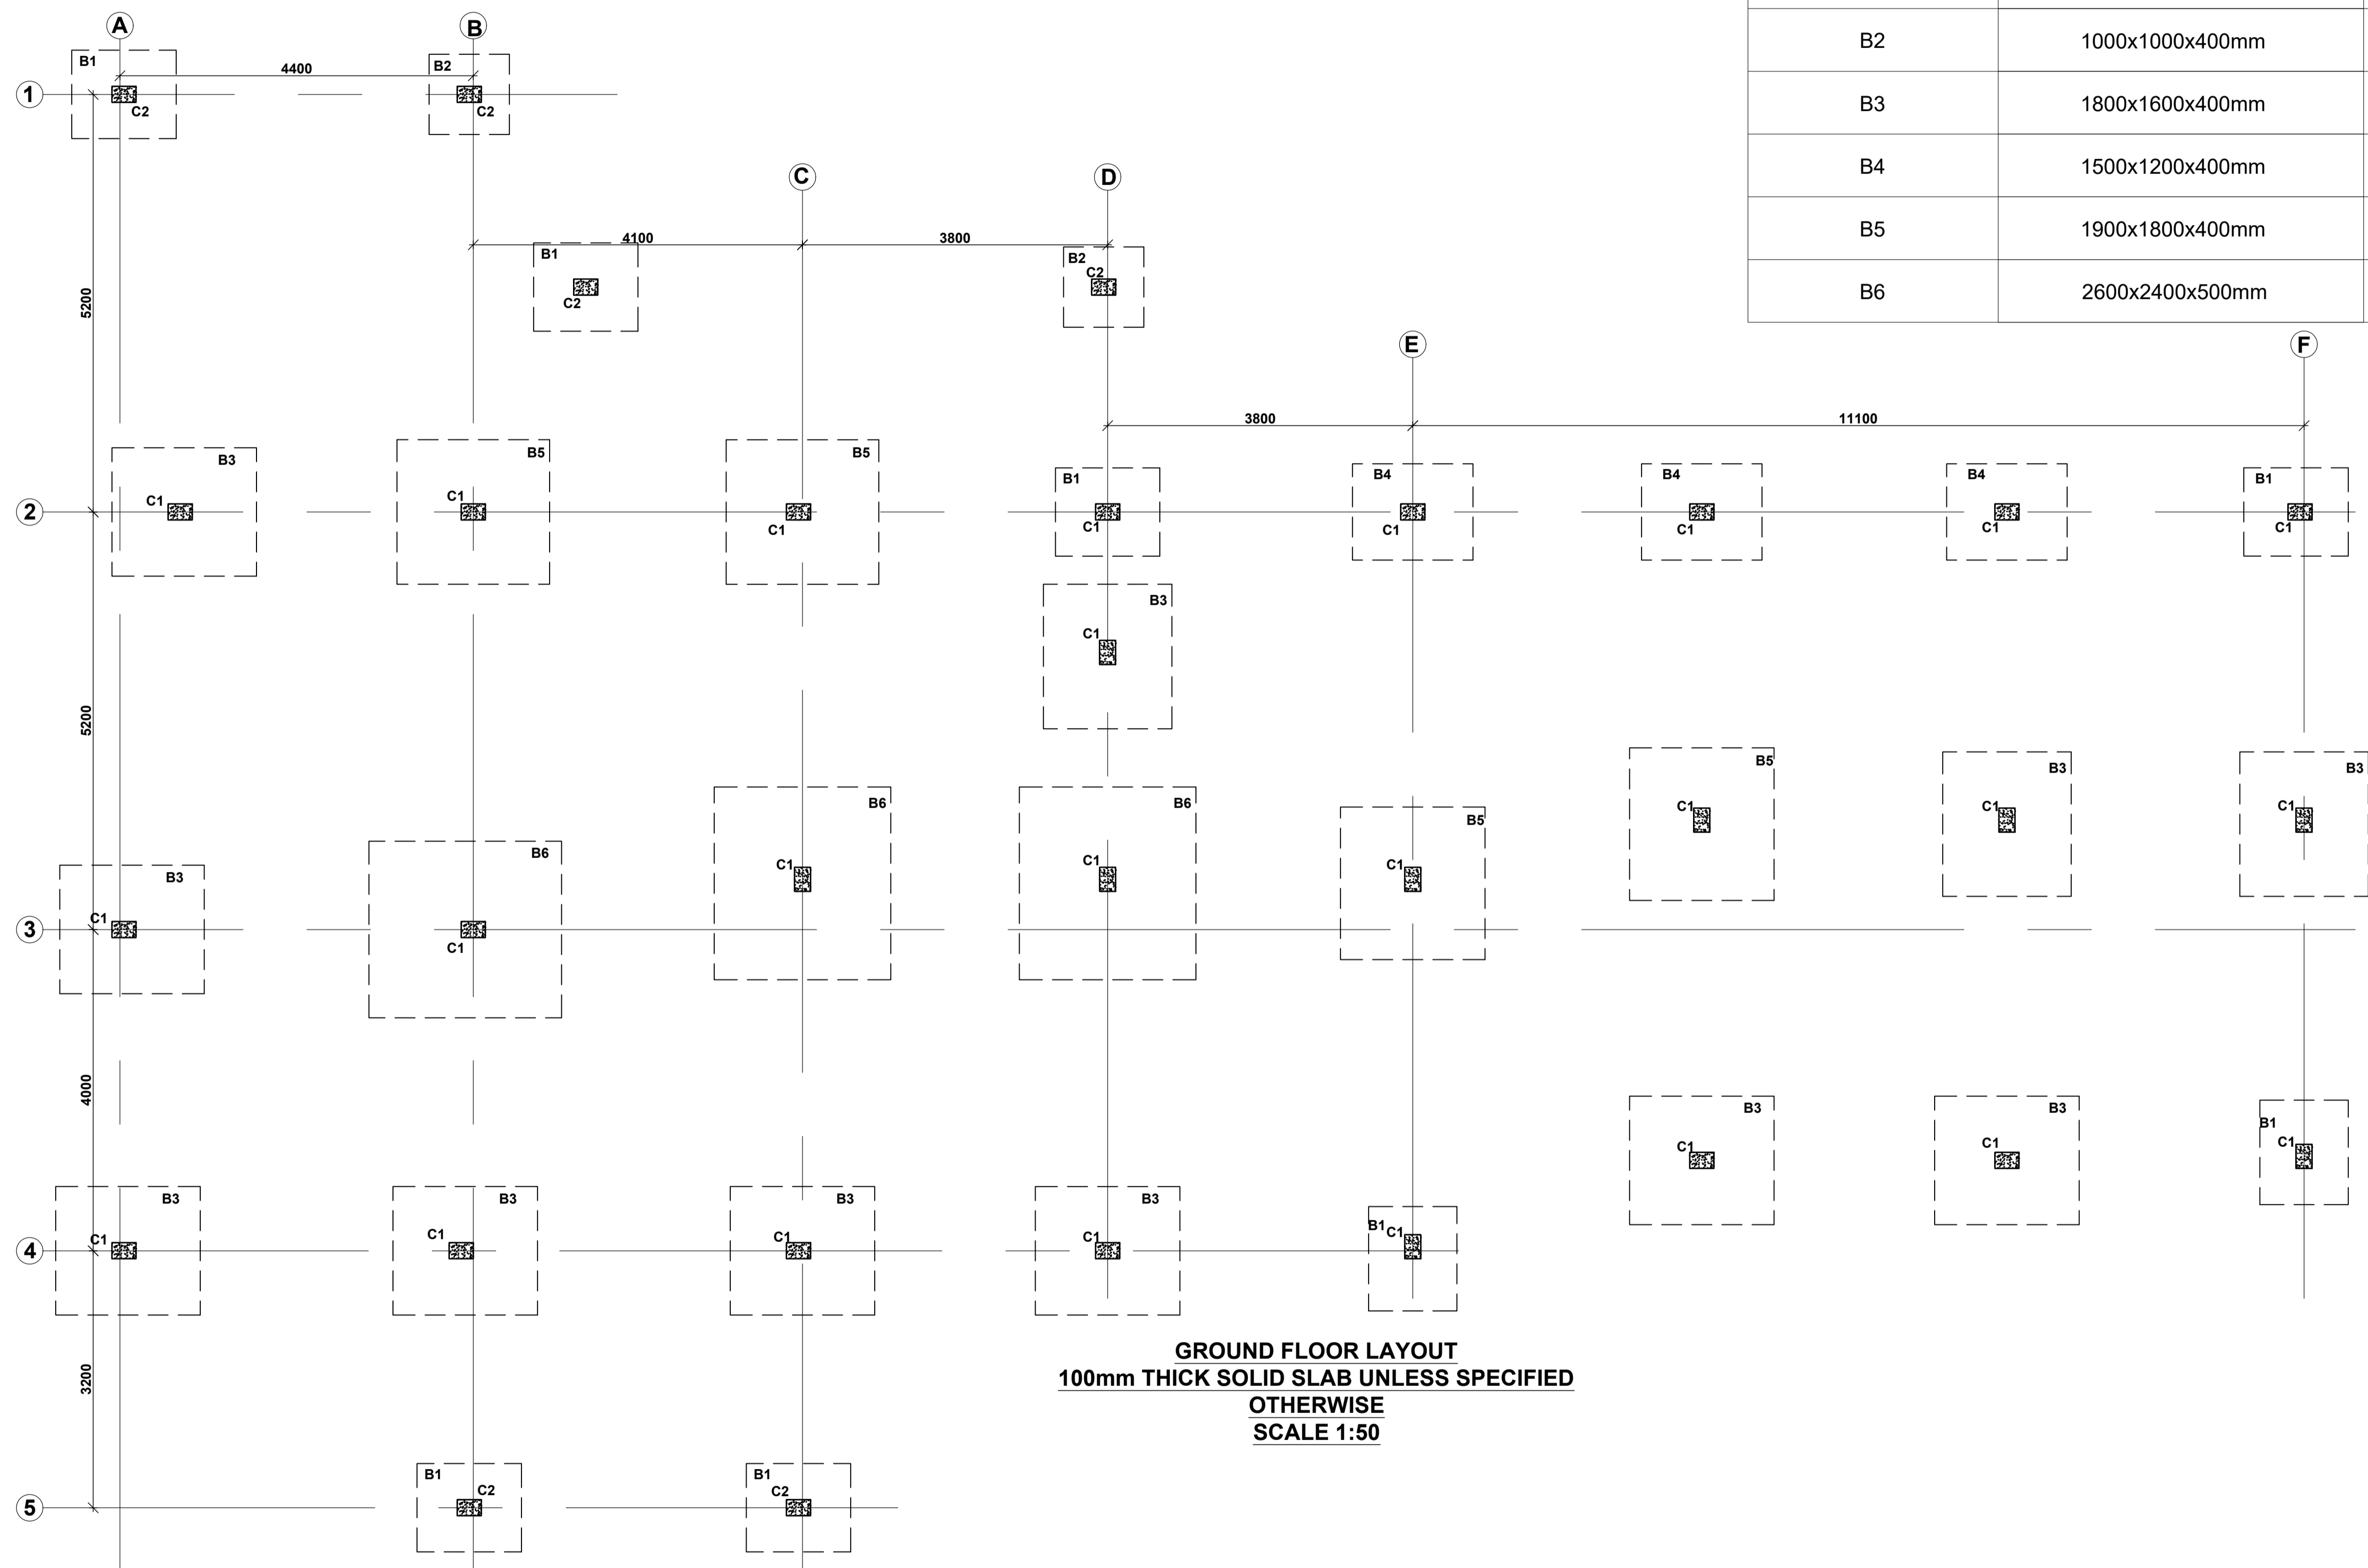 A B
B2 1000x1000x400mm
B1 4400 B2
1 C2 C2
B3 1800x1600x400mm
B4 1500x1200x400mm
C D
B5 1900x1800x400mm
4100 3800
B1 B2
C2 C2
5200
B6 2600x2400x500mm
E F
3800 11100
B3 B5 B5 B1 B4 B4 B4 B1
2 C1 C1 C1 C1 C1 C1 C1 C1
B3
C1
5200
B5 B3 B3
C1 C1 C1
B6 B6 B5
C1 C1 C1
B3 B6
3 C1 C1
4000
B3 B3 B1
C1 C1 C1
B3 B3 B3 B3 B1
4 C1 C1 C1 C1 C1
GROUND FLOOR LAYOUT
100mm THICK SOLID SLAB UNLESS SPECIFIED
OTHERWISE
SCALE 1:50
3200
B1 B1
5 C2 C2